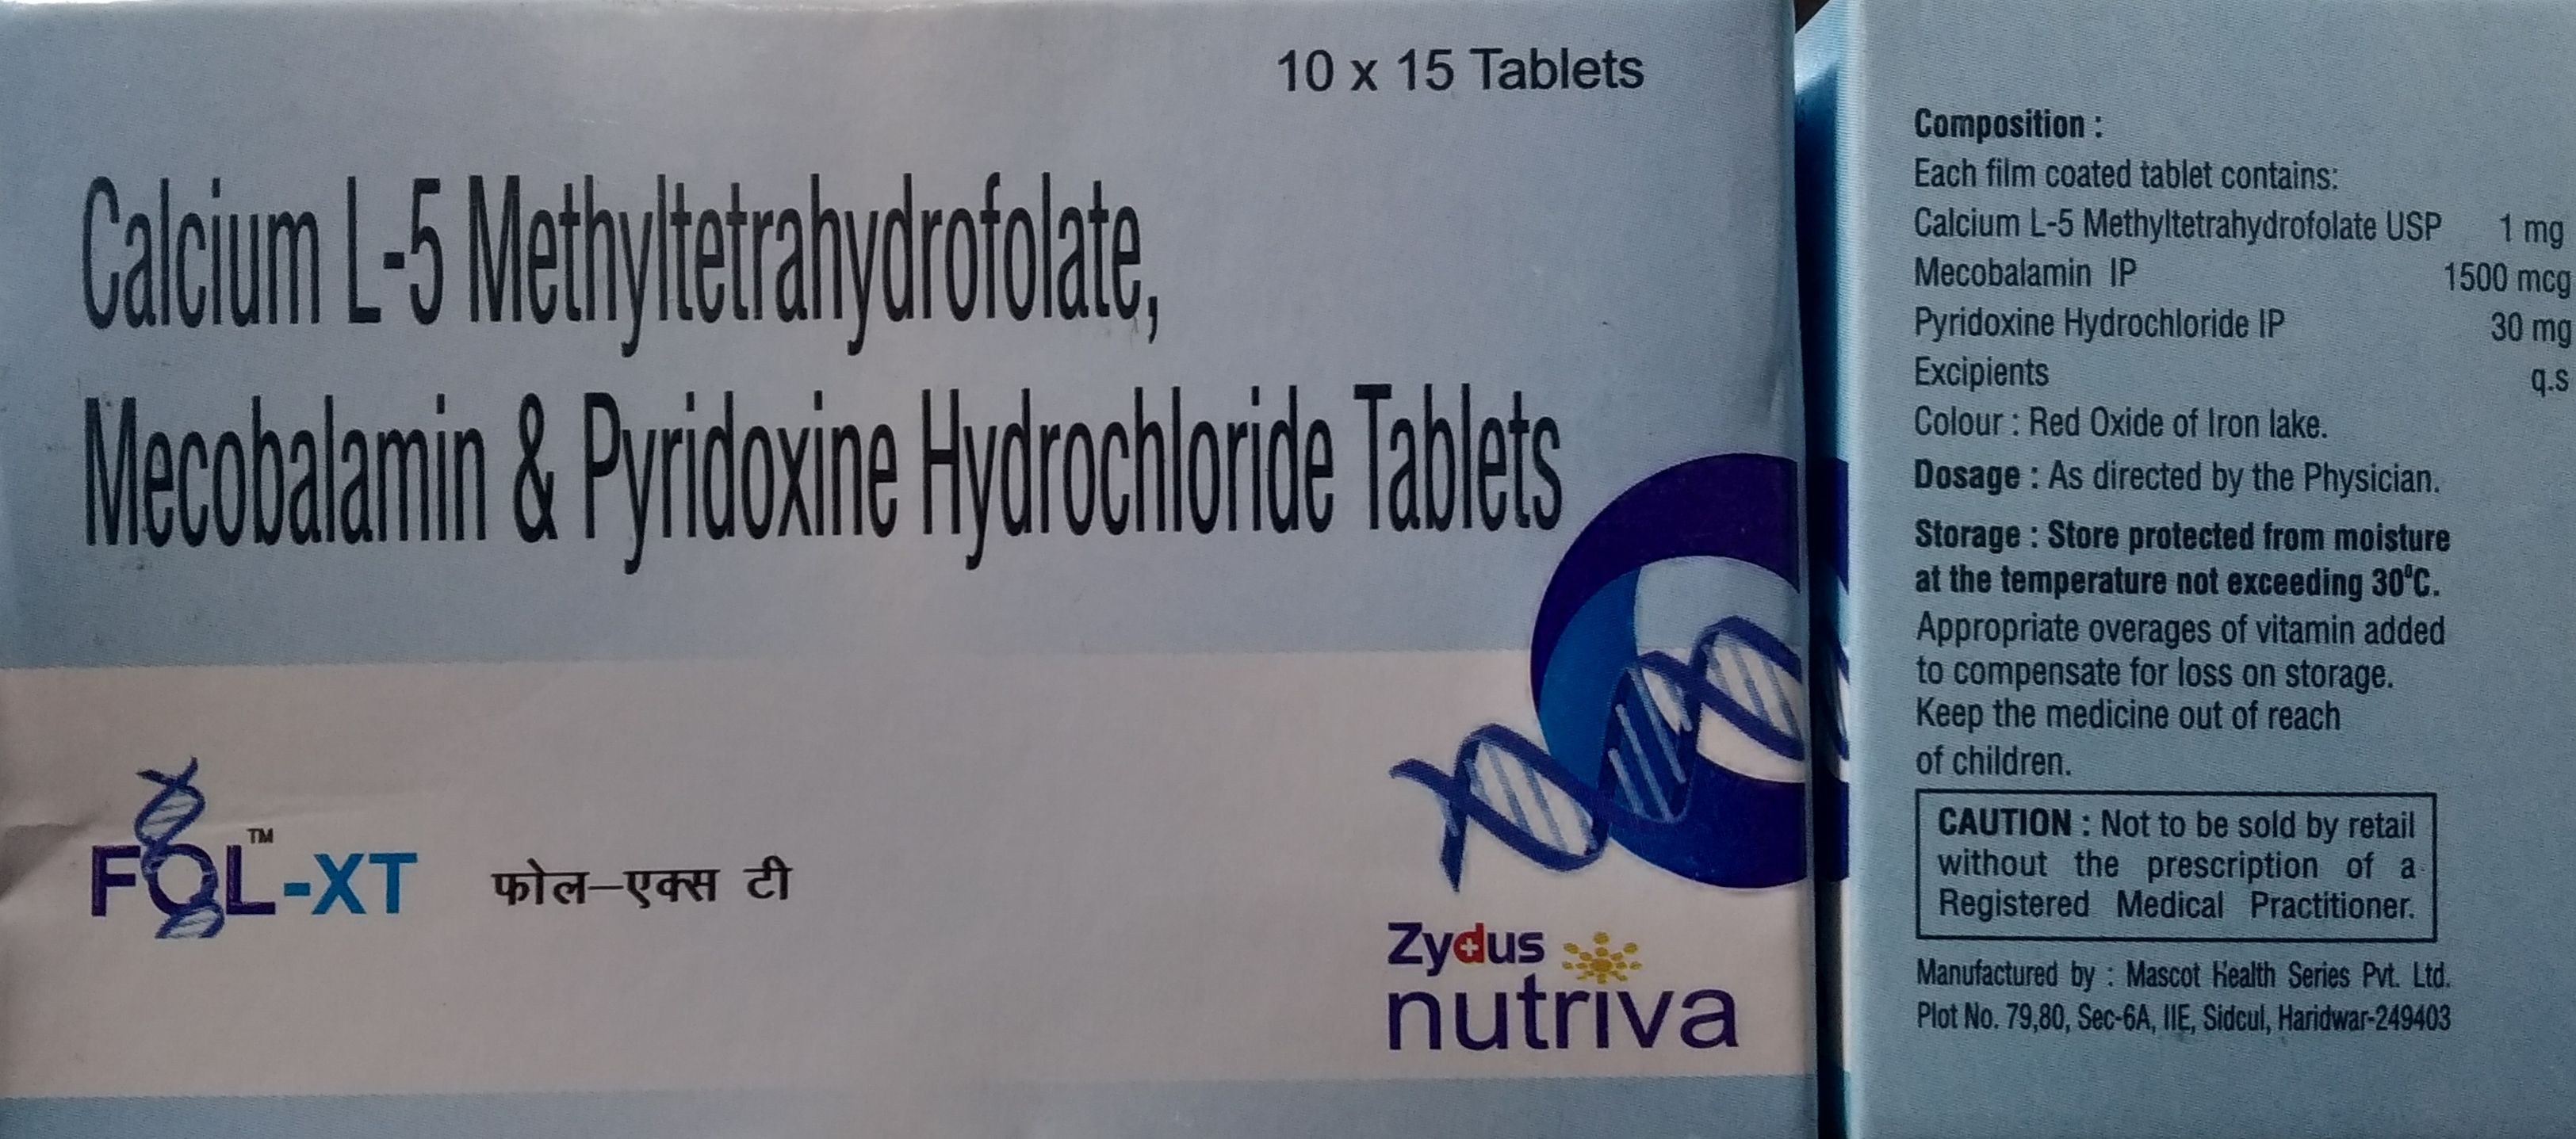 10 x 15 Tablets
Calcium L-5 Methyltetrahydrofolate,
Mecobalamin & Pyridoxine Hydrochloride Tablets
FOL-XT™ फोल–एक्स टी
Zydus
nutriva
Composition :
Each film coated tablet contains:
Calcium L-5 Methyltetrahydrofolate USP 1 mg
Mecobalamin IP 1500 mcg
Pyridoxine Hydrochloride IP 30 mg
Excipients q.s
Colour : Red Oxide of Iron lake.
Dosage : As directed by the Physician.
Storage : Store protected from moisture
at the temperature not exceeding 30⁰C.
Appropriate overages of vitamin added
to compensate for loss on storage.
Keep the medicine out of reach
of children.
CAUTION : Not to be sold by retail
without the prescription of a
Registered Medical Practitioner.
Manufactured by : Mascot Health Series Pvt. Ltd.
Plot No. 79,80, Sec-6A, IIE, Sidcul, Haridwar-249403